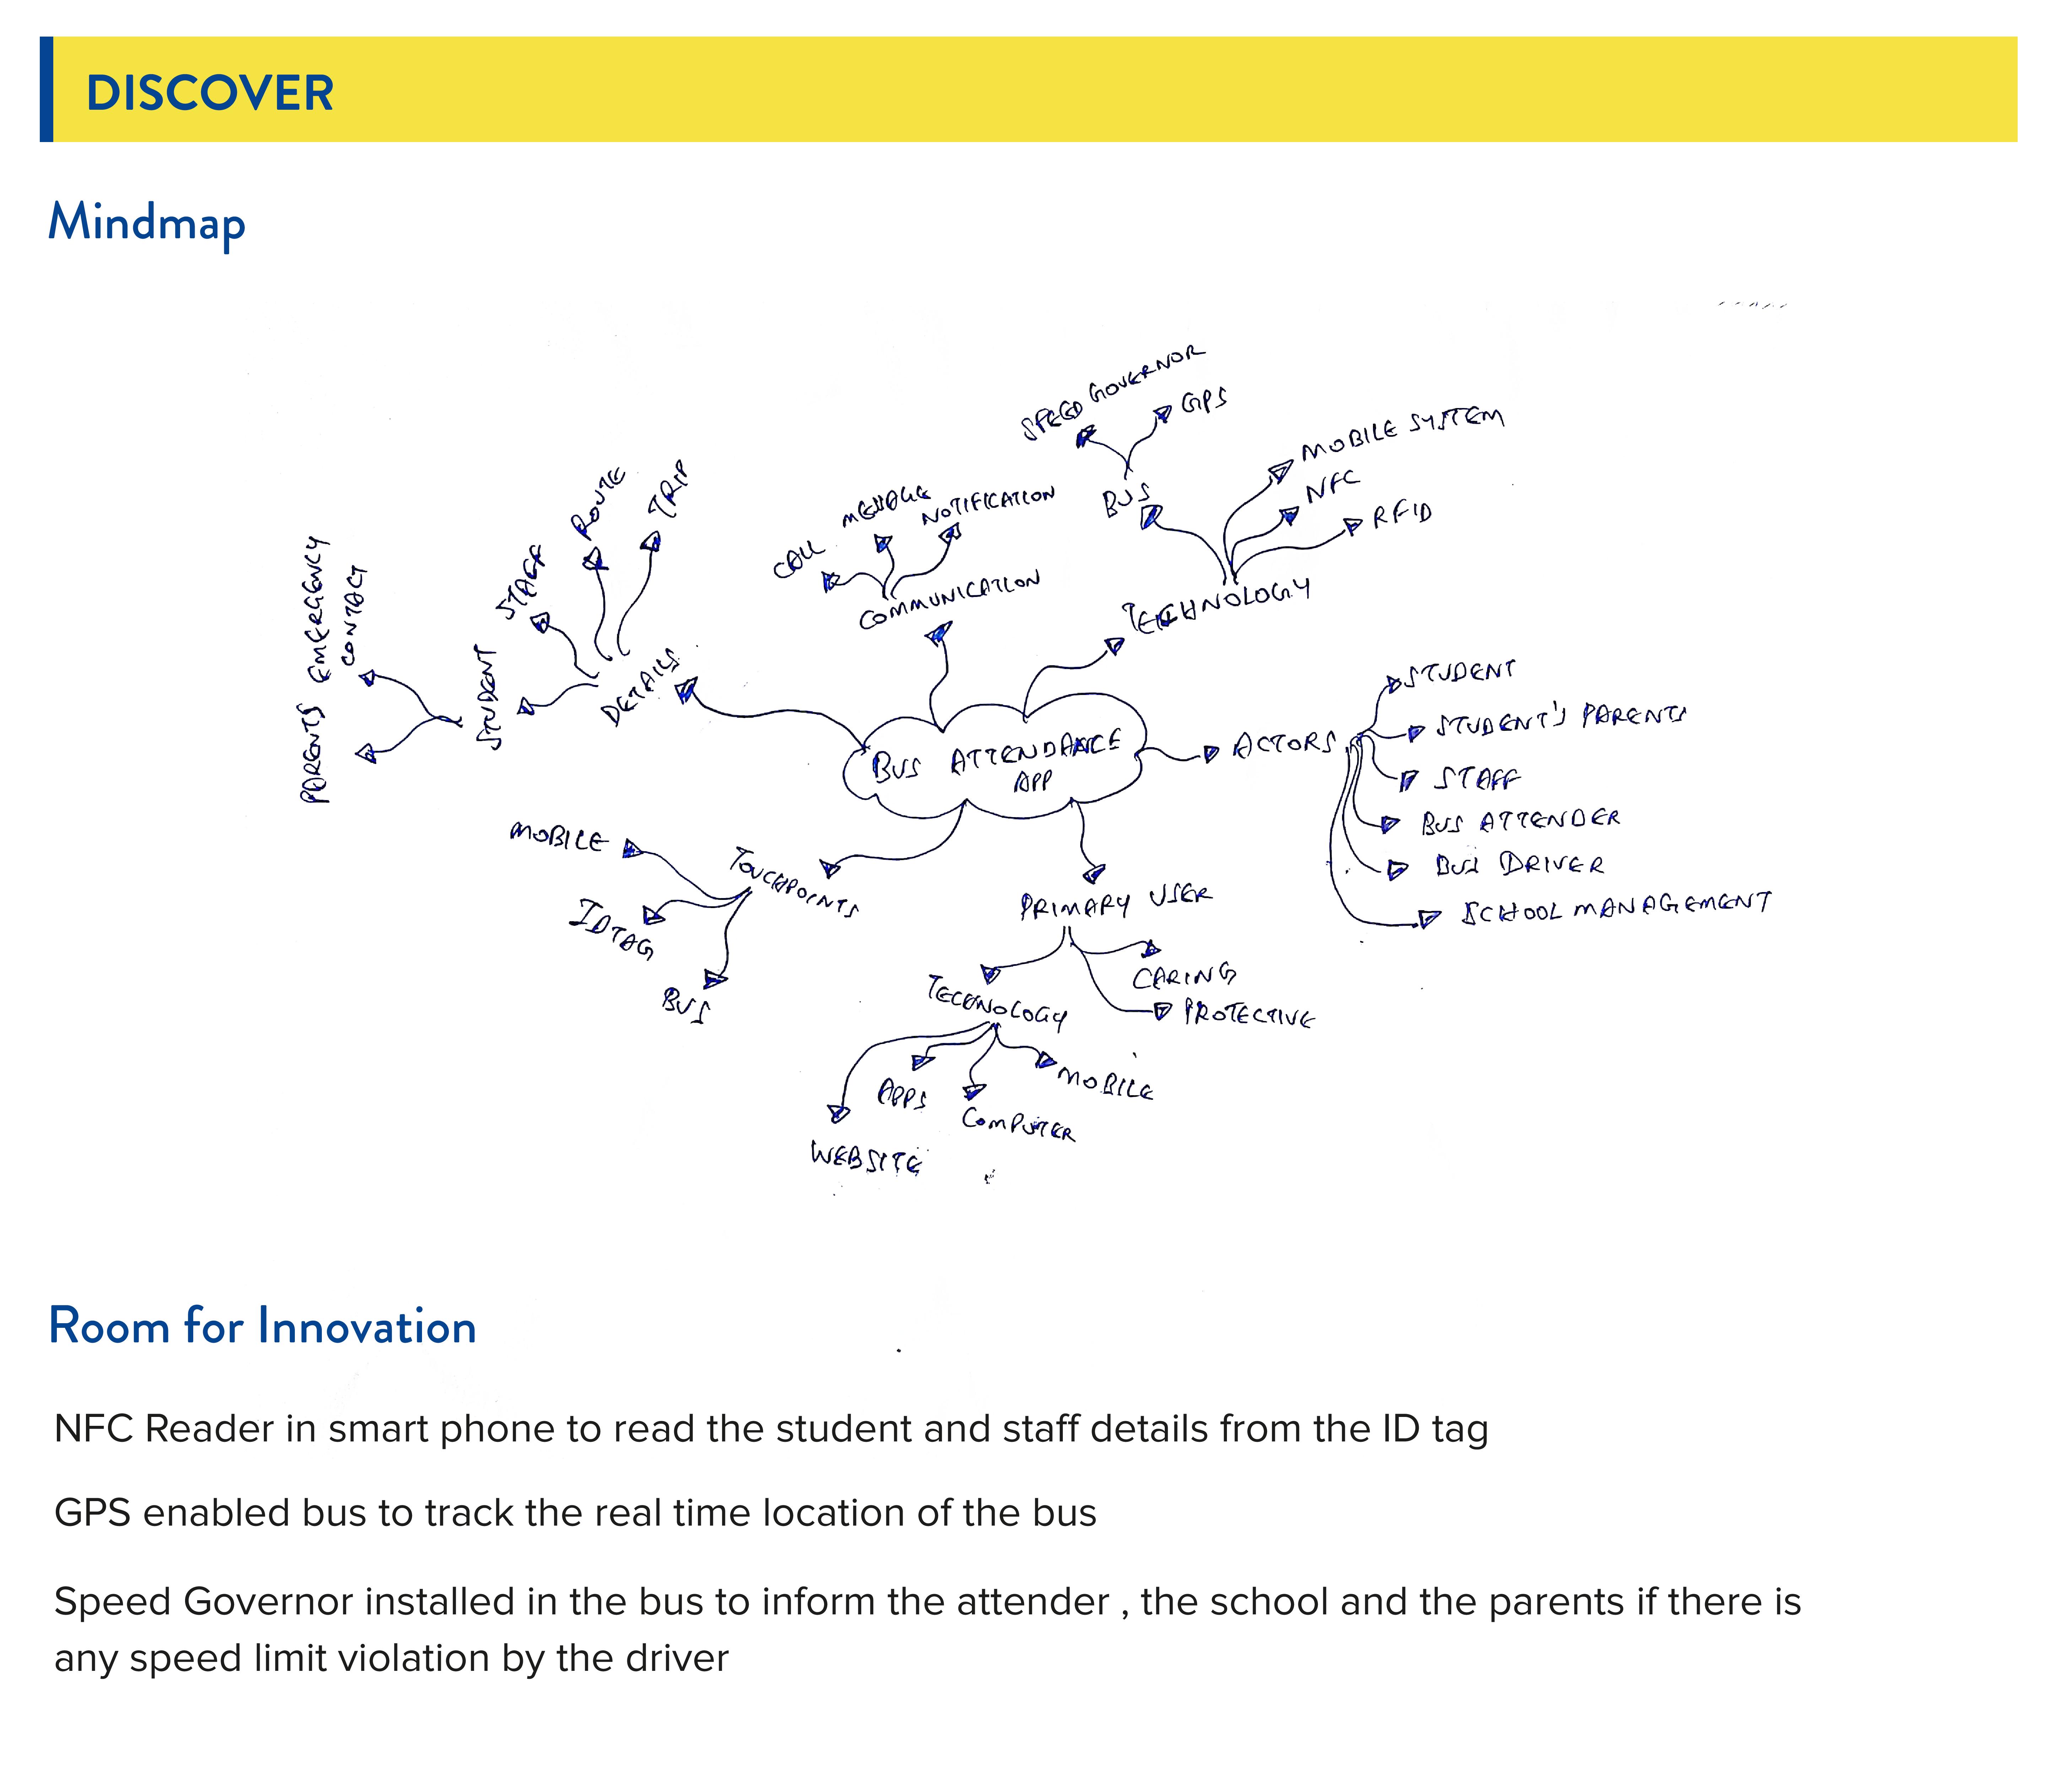 DISCOVER
Mindmap
SPEED GOVERNOR
GPS
MOBILE SYSTEM
NFC
RFID
BUS
TECHNOLOGY
CALL
MESSAGE
NOTIFICATION
COMMUNICATION
TRIP
ROUTE
STAFF
STUDENT
DETAILS
EMERGENCY
CONTACT
PARENTS
BUS ATTENDANCE
APP
ACTORS
STUDENT
STUDENT'S PARENTS
STAFF
BUS ATTENDER
BUS DRIVER
SCHOOL MANAGEMENT
MOBILE
TOUCHPOINTS
ID TAG
BUS
PRIMARY USER
CARING
PROTECTIVE
TECHNOLOGY
APPS
MOBILE
COMPUTER
WEBSITE
Room for Innovation
NFC Reader in smart phone to read the student and staff details from the ID tag
GPS enabled bus to track the real time location of the bus
Speed Governor installed in the bus to inform the attender , the school and the parents if there is
any speed limit violation by the driver